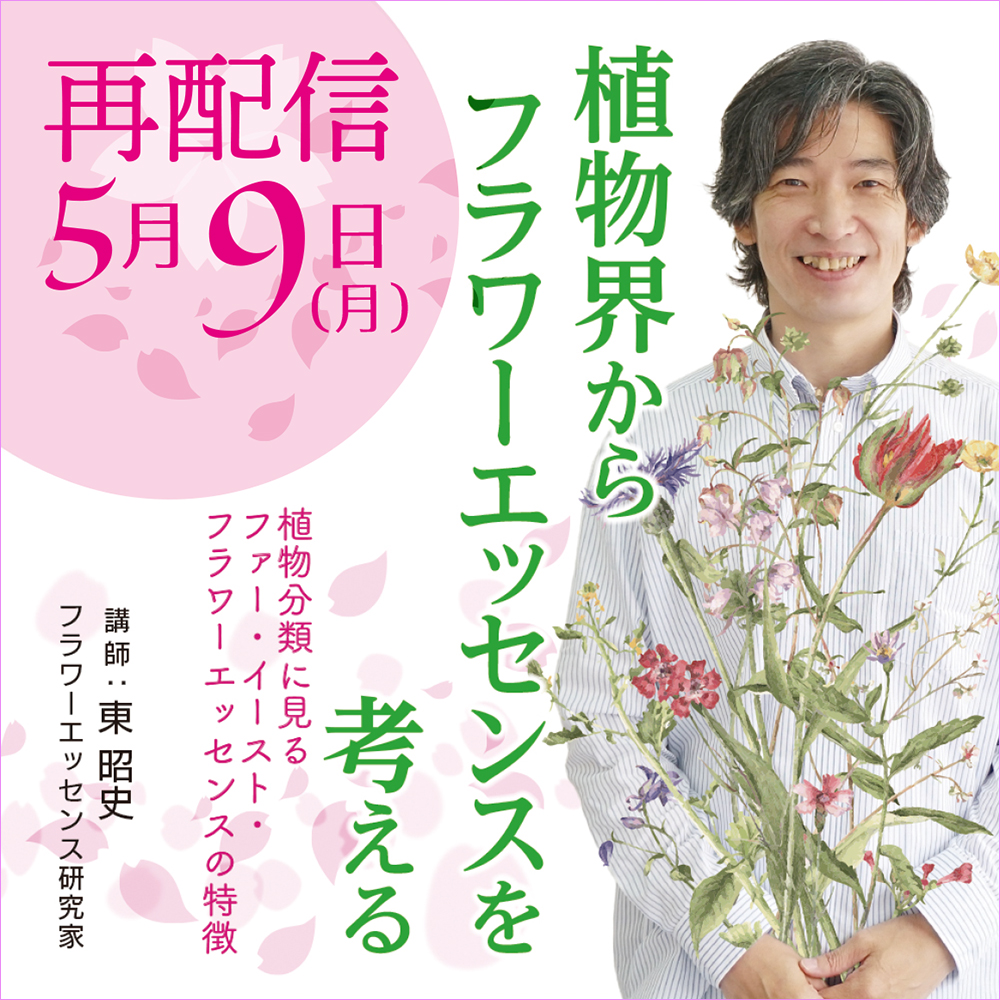 再配信
5月9日
(月)
植物界から
フラワーエッセンスを
考える
植物分類に見る
ファー・イースト・
フラワーエッセンスの特徴
講師:東 昭史
フラワーエッセンス研究家